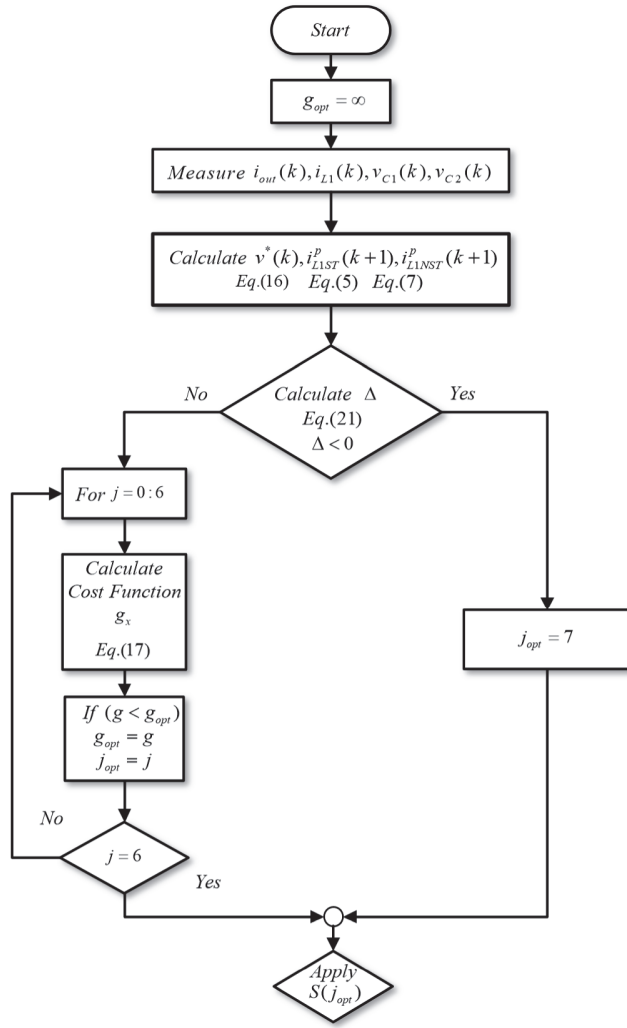 Start
g_opt = ∞
Measure i_out(k), i_L1(k), v_C1(k), v_C2(k)
Calculate v*(k), i^p_L1ST(k+1), i^p_L1NST(k+1)
Eq.(16) Eq.(5) Eq.(7)
No
Calculate Δ
Yes
Eq.(21)
Δ < 0
For j = 0:6
Calculate
Cost Function
g_x
Eq.(17)
j_opt = 7
If (g < g_opt)
g_opt = g
j_opt = j
No
j = 6
Yes
Apply
S(j_opt)